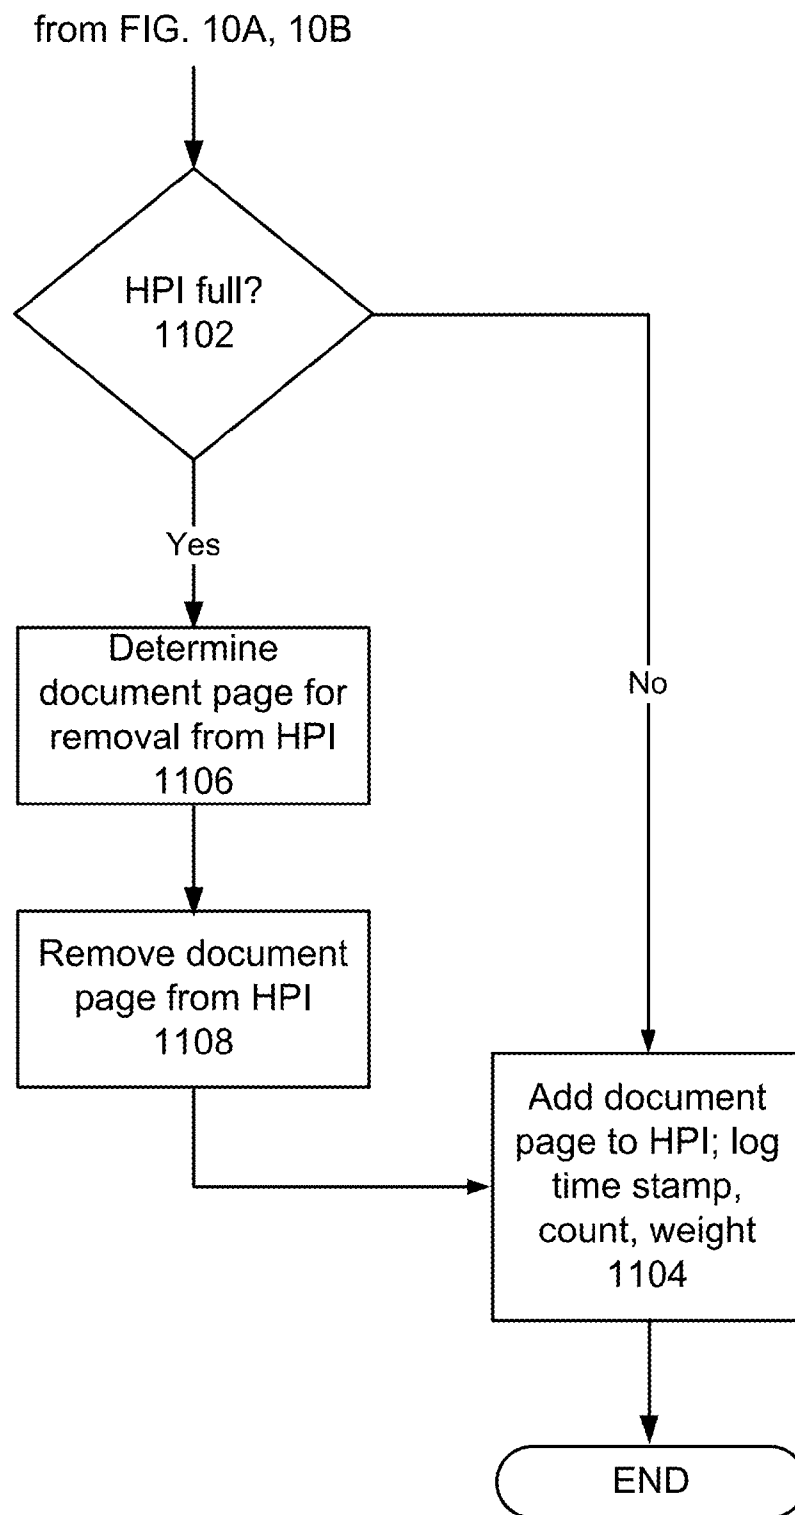 from FIG. 10A, 10B
HPI full?
1102
Yes
No
Determine
document page for
removal from HPI
1106
Remove document
page from HPI
1108
Add document
page to HPI; log
time stamp,
count, weight
1104
END